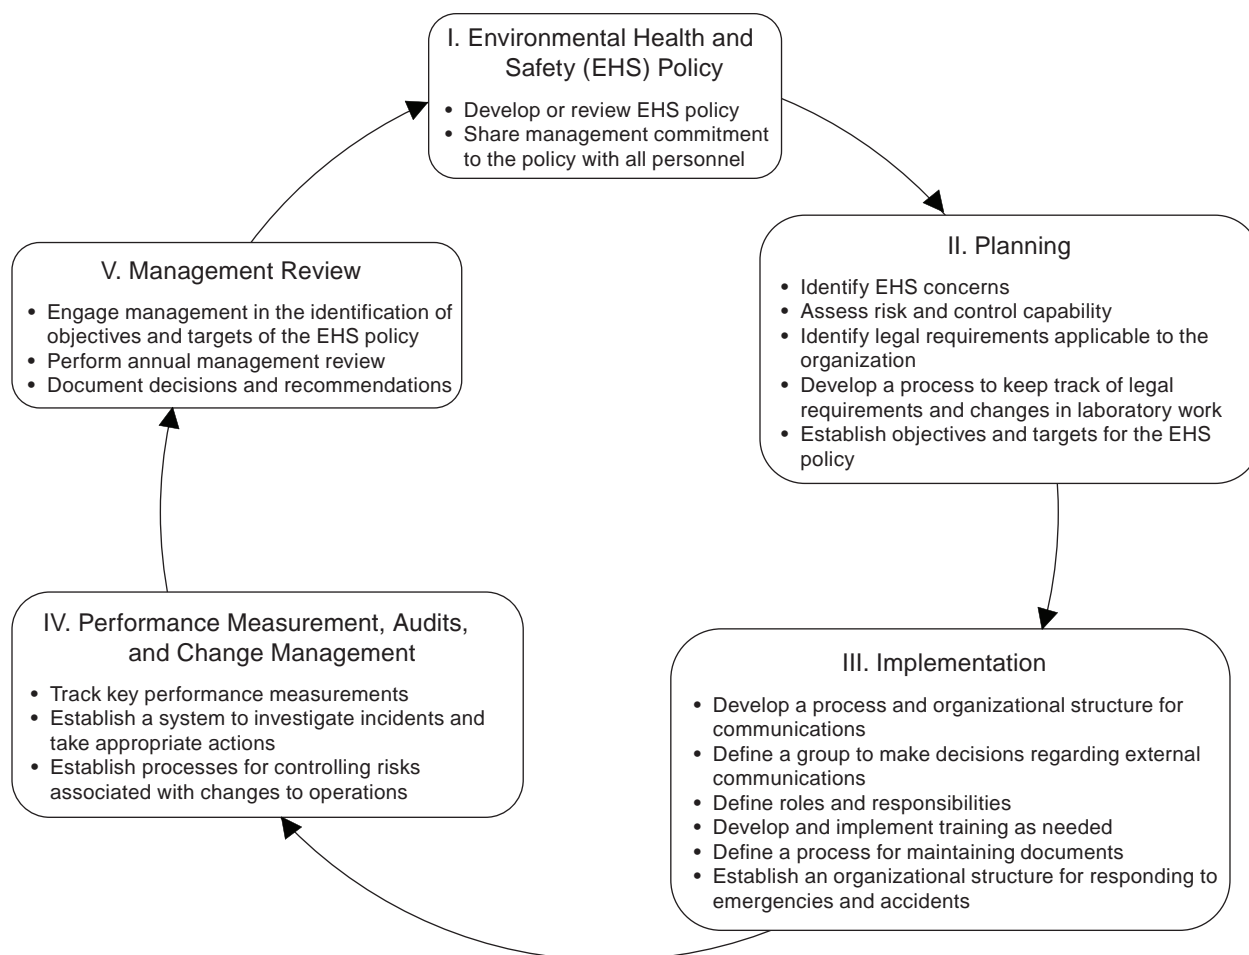 I. Environmental Health and
Safety (EHS) Policy
• Develop or review EHS policy
• Share management commitment
to the policy with all personnel
II. Planning
• Identify EHS concerns
• Assess risk and control capability
• Identify legal requirements applicable to the
organization
• Develop a process to keep track of legal
requirements and changes in laboratory work
• Establish objectives and targets for the EHS
policy
III. Implementation
• Develop a process and organizational structure for
communications
• Define a group to make decisions regarding external
communications
• Define roles and responsibilities
• Develop and implement training as needed
• Define a process for maintaining documents
• Establish an organizational structure for responding to
emergencies and accidents
IV. Performance Measurement, Audits,
and Change Management
• Track key performance measurements
• Establish a system to investigate incidents and
take appropriate actions
• Establish processes for controlling risks
associated with changes to operations
V. Management Review
• Engage management in the identification of
objectives and targets of the EHS policy
• Perform annual management review
• Document decisions and recommendations